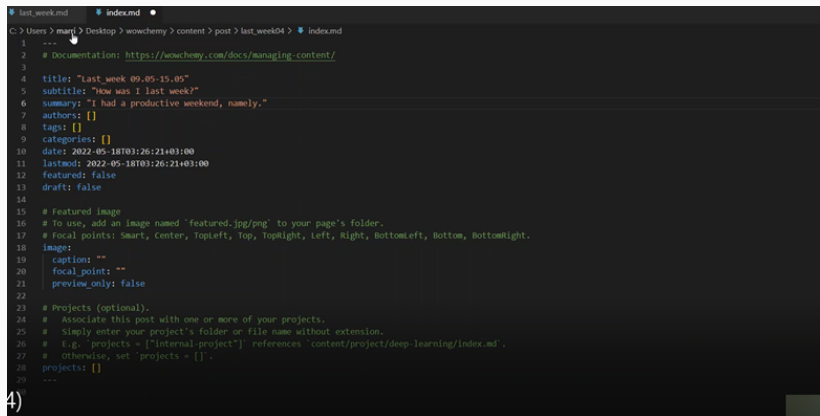 last_week.md index.md
C: > Users > marri > Desktop > wowchemy > content > post > last_week04 > index.md
1 ---
2 # Documentation: https://wowchemy.com/docs/managing-content/
3
4 title: "Last_week 09.05-15.05"
5 subtitle: "How was I last week?"
6 summary: "I had a productive weekend, namely."
7 authors: []
8 tags: []
9 categories: []
10 date: 2022-05-18T03:26:21+03:00
11 lastmod: 2022-05-18T03:26:21+03:00
12 featured: false
13 draft: false
14
15 # Featured image
16 # To use, add an image named `featured.jpg/png` to your page's folder.
17 # Focal points: Smart, Center, TopLeft, Top, TopRight, Left, Right, BottomLeft, Bottom, BottomRight.
18 image:
19 caption: ""
20 focal_point: ""
21 preview_only: false
22
23 # Projects (optional).
24 # Associate this post with one or more of your projects.
25 # Simply enter your project's folder or file name without extension.
26 # E.g. `projects = ["internal-project"]` references `content/project/deep-learning/index.md`.
27 # Otherwise, set `projects = []`.
28 projects: []
29 ---
4)